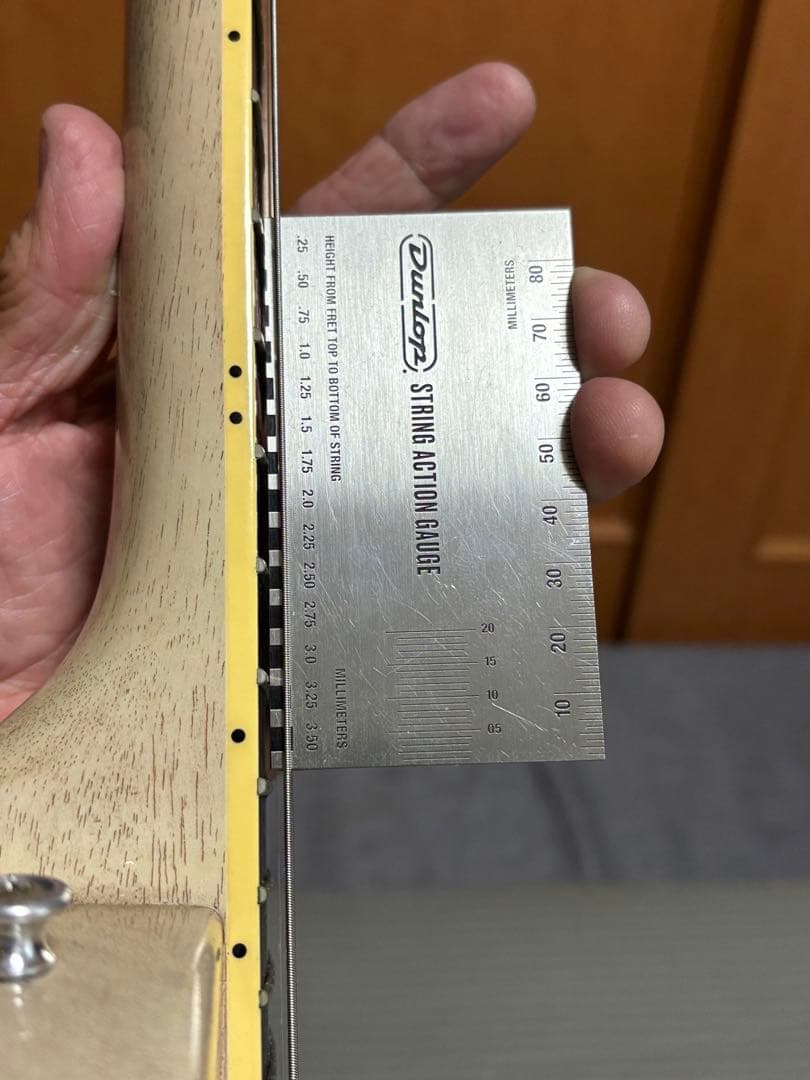 .25 .50 .75 1.0 1.25 1.5 1.75 2.0 2.25 2.50 2.75 3.0 3.25 3.50
HEIGHT FROM FRET TOP TO BOTTOM OF STRING MILLIMETERS
Dunlop. STRING ACTION GAUGE
20
15
10
05
MILLIMETERS
80 70 60 50 40 30 20 10